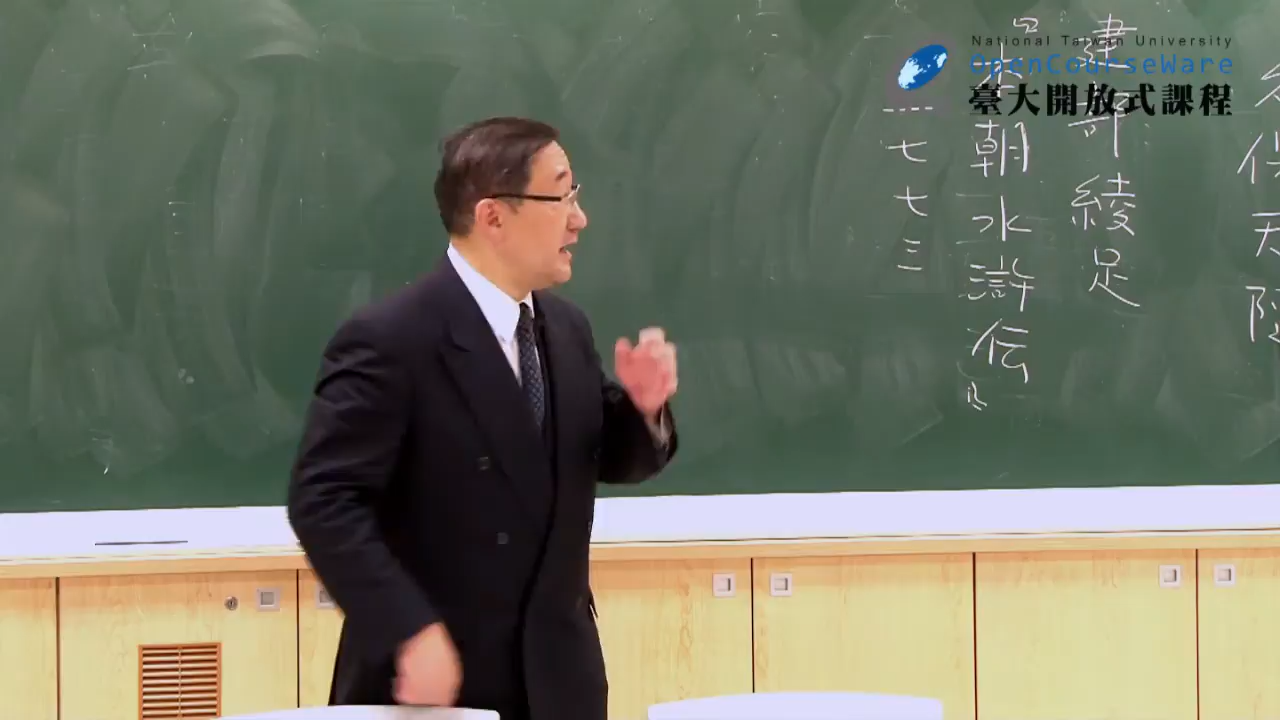 National Taiwan University
OpenCourseWare
臺大開放式課程
建部綾足
『本朝水滸伝』
一七七三